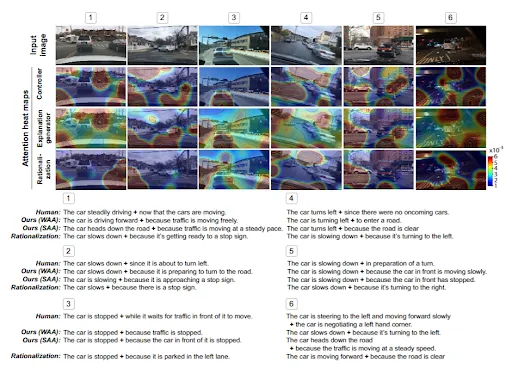 1 2 3 4 5 6
Input image
Attention heat maps
Controller
Explanation generator
Rationali-
zation
x10⁻³
6
5
4
3
2
1
1
Human: The car steadily driving + now that the cars are moving.
Ours (WAA): The car is driving forward + because traffic is moving freely.
Ours (SAA): The car heads down the road + because traffic is moving at a steady pace.
Rationalization: The car slows down + because it's getting ready to a stop sign.
2
Human: The car slows down + since it is about to turn left.
Ours (WAA): The car slows down + because it is preparing to turn to the road.
Ours (SAA): The car is slowing + because it is approaching a stop sign.
Rationalization: The car slows + because there is a stop sign.
3
Human: The car is stopped + while it waits for traffic in front of it to move.
Ours (WAA): The car is stopped + because traffic is stopped.
Ours (SAA): The car is stopped + because the car in front of it is stopped.
Rationalization: The car is stopped + because it is parked in the left lane.
4
The car turns left + since there were no oncoming cars.
The car is turning left + to enter a road.
The car turns left + because the road is clear
The car is slowing down + because it's turning to the left.
5
The car is slowing down + in preparation of a turn.
The car is slowing down + because the car in front is moving slowly.
The car is slowing down + because the car in front has stopped.
The car slows down + because it's turning to the right.
6
The car is steering to the left and moving forward slowly
+ the car is negotiating a left hand corner.
The car is slowing down + because it's turning to the left.
The car heads down the road
+ because the traffic is moving at a steady speed.
The car is moving forward + because the road is clear